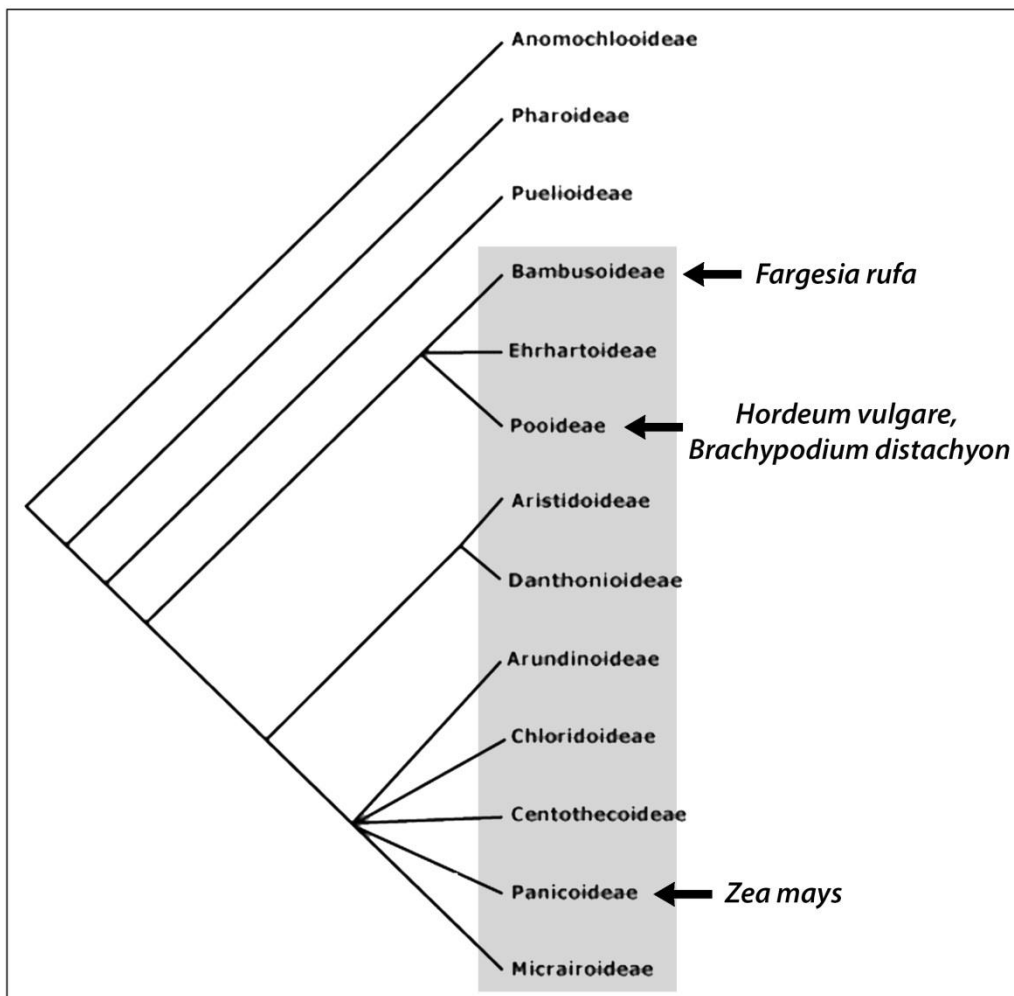 Anomochlooideae
Pharoideae
Puelioideae
Bambusoideae
Fargesia rufa
Ehrhartoideae
Pooideae
Hordeum vulgare,
Brachypodium distachyon
Aristidoideae
Danthonioideae
Arundinoideae
Chloridoideae
Centothecoideae
Panicoideae
Zea mays
Micrairoideae